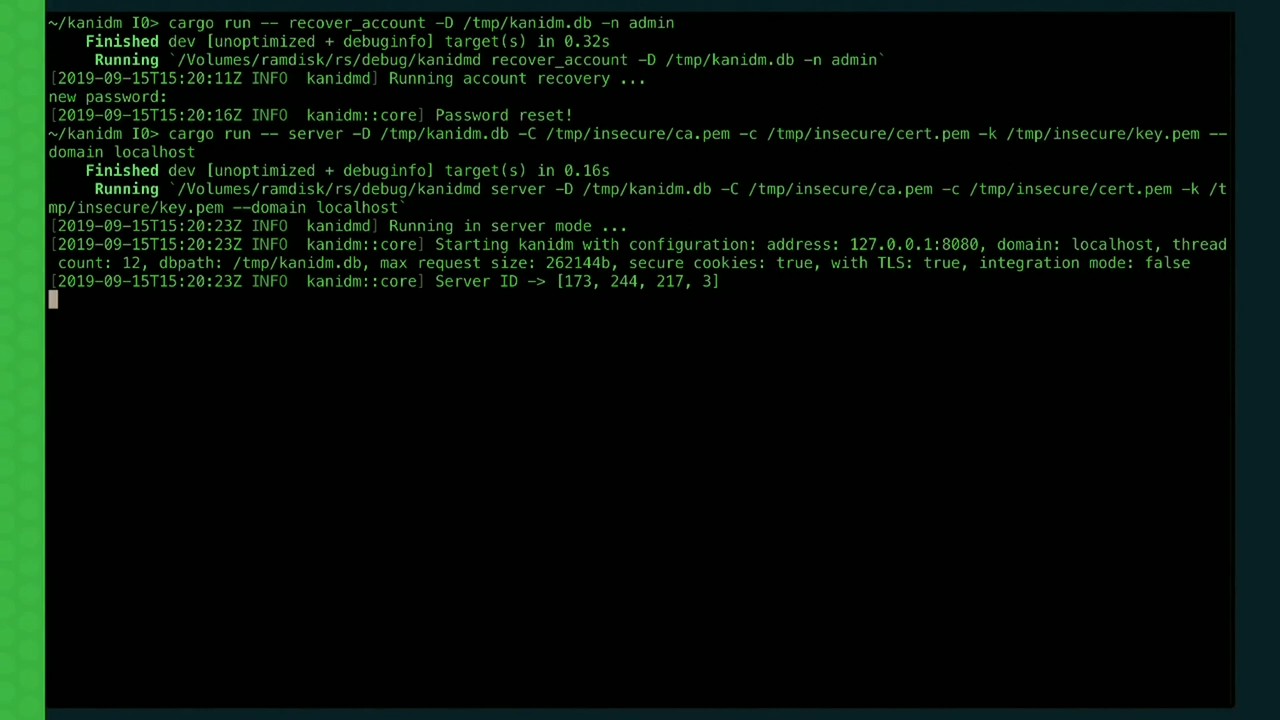 ~/kanidm I0> cargo run -- recover_account -D /tmp/kanidm.db -n admin
Finished dev [unoptimized + debuginfo] target(s) in 0.32s
Running `/Volumes/ramdisk/rs/debug/kanidmd recover_account -D /tmp/kanidm.db -n admin`
[2019-09-15T15:20:11Z INFO  kanidmd] Running account recovery ...
new password:
[2019-09-15T15:20:16Z INFO  kanidm::core] Password reset!
~/kanidm I0> cargo run -- server -D /tmp/kanidm.db -C /tmp/insecure/ca.pem -c /tmp/insecure/cert.pem -k /tmp/insecure/key.pem --
domain localhost
Finished dev [unoptimized + debuginfo] target(s) in 0.16s
Running `/Volumes/ramdisk/rs/debug/kanidmd server -D /tmp/kanidm.db -C /tmp/insecure/ca.pem -c /tmp/insecure/cert.pem -k /t
mp/insecure/key.pem --domain localhost`
[2019-09-15T15:20:23Z INFO  kanidmd] Running in server mode ...
[2019-09-15T15:20:23Z INFO  kanidm::core] Starting kanidm with configuration: address: 127.0.0.1:8080, domain: localhost, thread
count: 12, dbpath: /tmp/kanidm.db, max request size: 262144b, secure cookies: true, with TLS: true, integration mode: false
[2019-09-15T15:20:23Z INFO  kanidm::core] Server ID -> [173, 244, 217, 3]